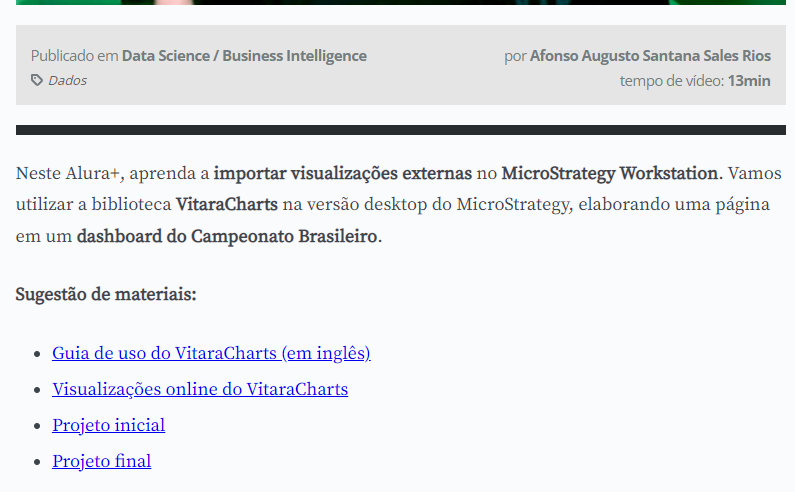 Publicado em Data Science / Business Intelligence
por Afonso Augusto Santana Sales Rios
Dados
tempo de vídeo: 13min
Neste Alura+, aprenda a importar visualizações externas no MicroStrategy Workstation. Vamos
utilizar a biblioteca VitaraCharts na versão desktop do MicroStrategy, elaborando uma página
em um dashboard do Campeonato Brasileiro.
Sugestão de materiais:
• Guia de uso do VitaraCharts (em inglês)
• Visualizações online do VitaraCharts
• Projeto inicial
• Projeto final